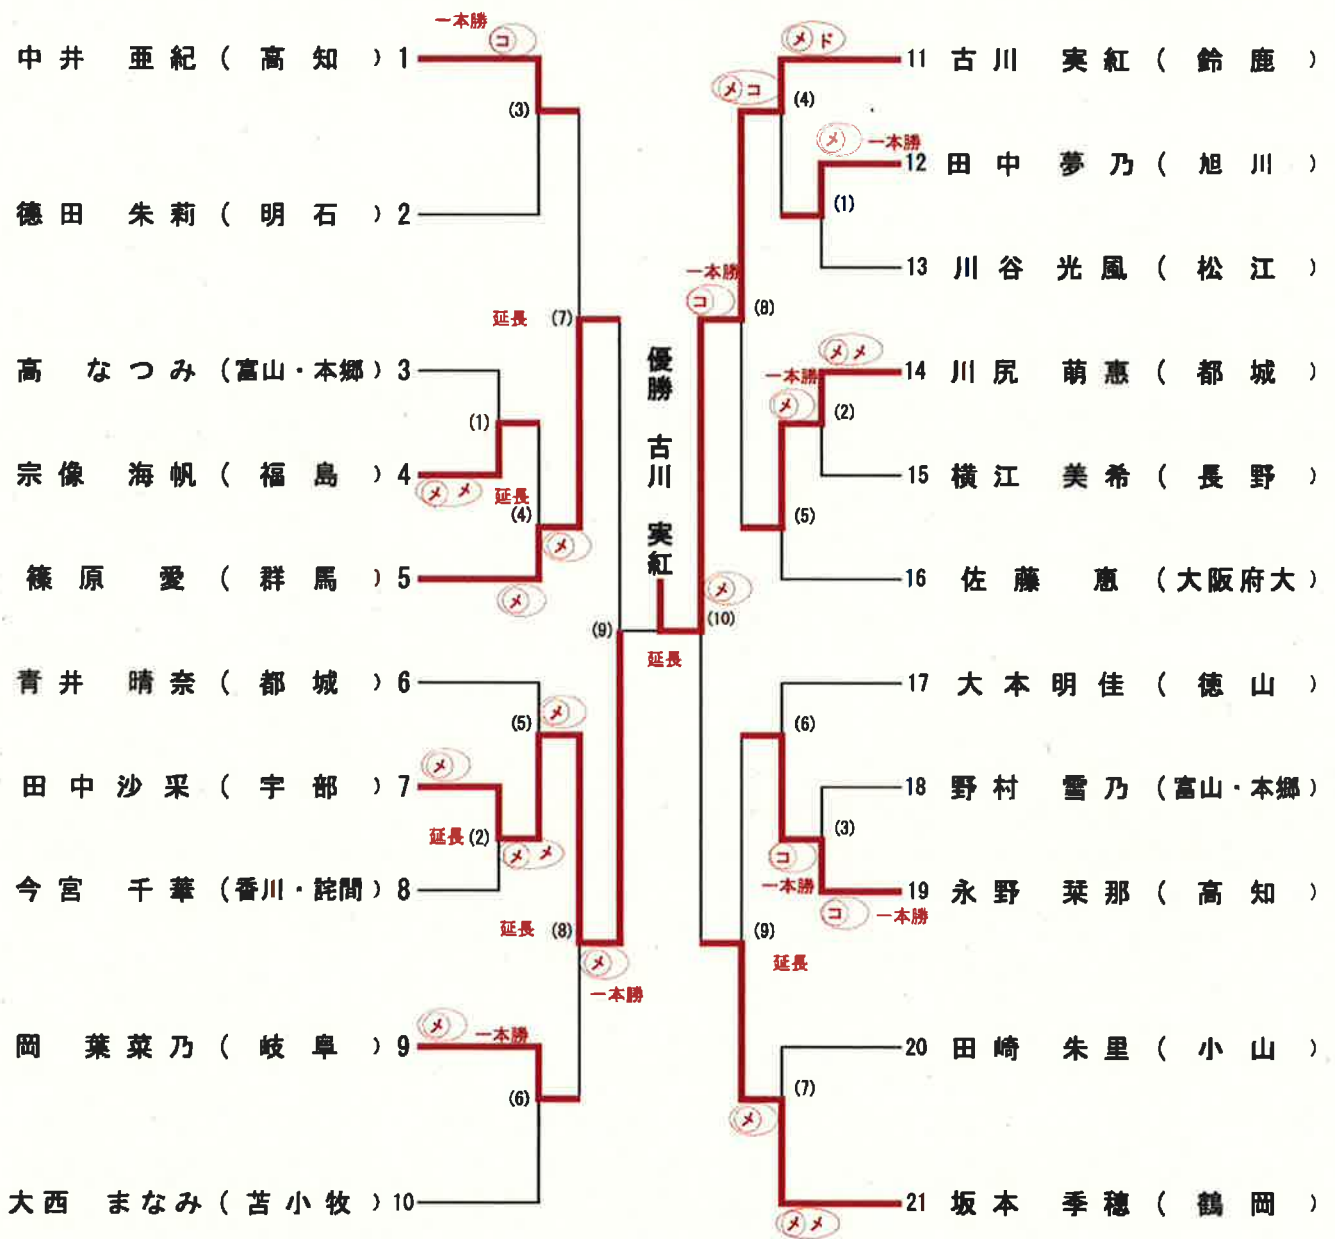 一本勝
コ
中井 亜紀 ( 高知 ) 1
(3)
徳田 朱莉 ( 明石 ) 2
延長 (7)
高 なつみ (富山・本郷) 3
(1)
宗像 海帆 ( 福島 ) 4
メ メ
延長
(4)
メ
篠原 愛 ( 群馬 ) 5
メ
(9)
青井 晴奈 ( 都城 ) 6
(5)
メ
メ
田中 沙采 ( 宇部 ) 7
延長 (2)
メ メ
今宮 千華 (香川・詫間) 8
延長 (8)
メ
一本勝
メ
一本勝
岡 葉菜乃 ( 岐阜 ) 9
(6)
大西 まなみ ( 苫小牧 ) 10
優勝 古川 実紅
延長
メ ド
11 古川 実紅 ( 鈴鹿 )
メ コ
(4)
メ
一本勝
12 田中 夢乃 ( 旭川 )
(1)
13 川谷 光風 ( 松江 )
一本勝
コ
(8)
メ メ
14 川尻 萌恵 ( 都城 )
一本勝
メ
(2)
15 横江 美希 ( 長野 )
(5)
16 佐藤 恵 (大阪府大)
メ
(10)
17 大本 明佳 ( 徳山 )
(6)
18 野村 雪乃 (富山・本郷)
(3)
コ
一本勝
19 永野 栞那 ( 高知 )
コ
一本勝
(9)
延長
20 田崎 朱里 ( 小山 )
(7)
メ
21 坂本 季穂 ( 鶴岡 )
メ メ